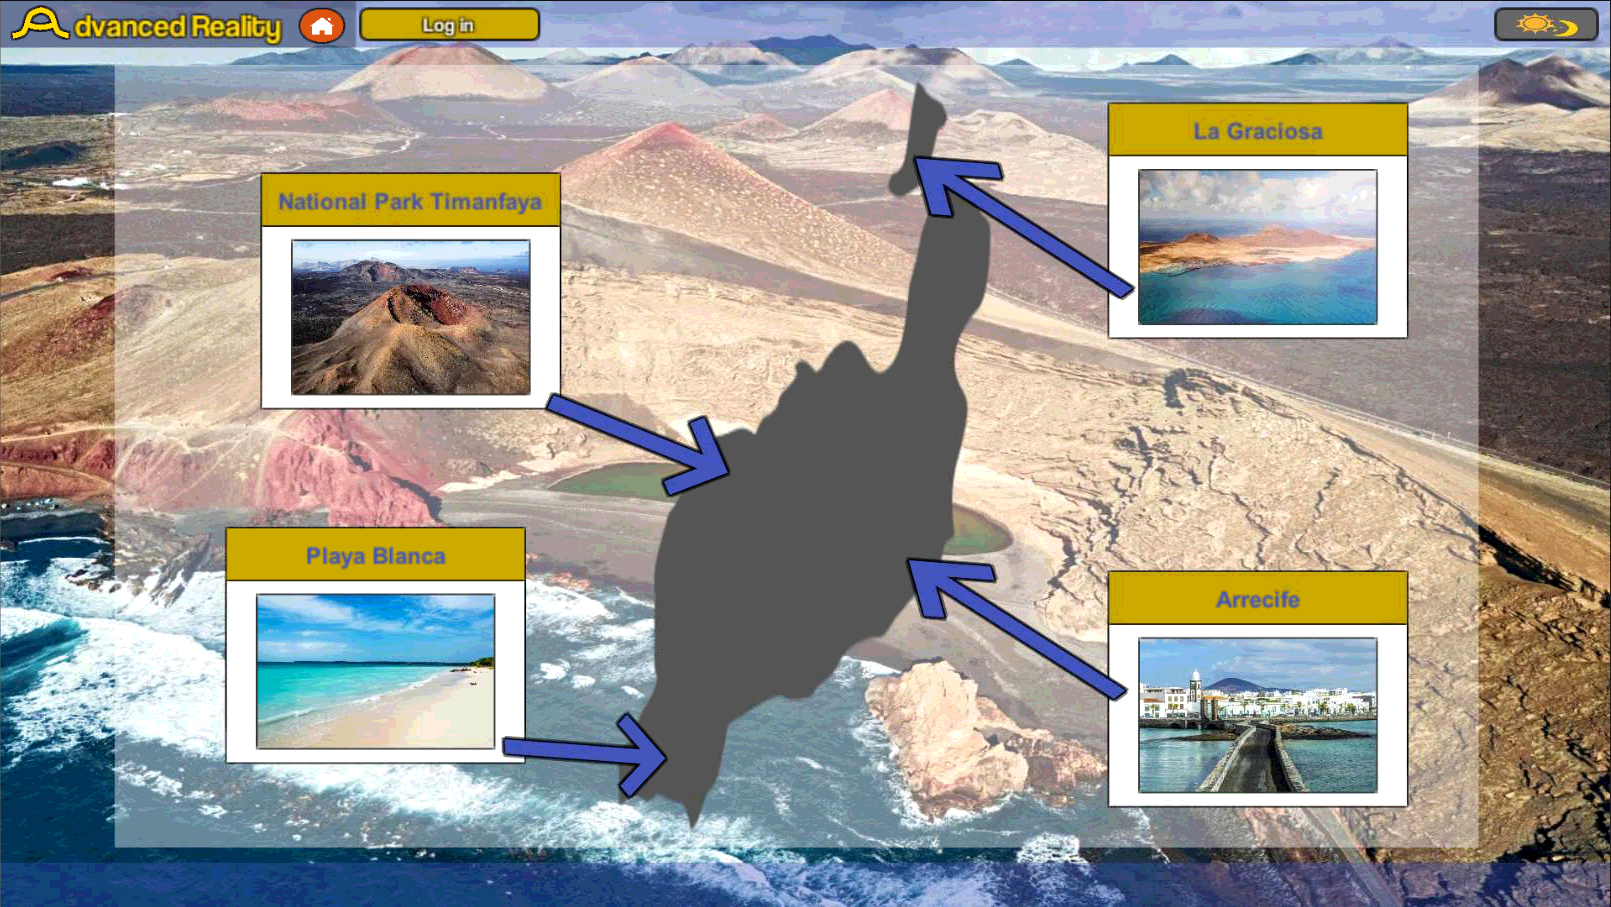 Advanced Reality
Log in
La Graciosa
National Park Timanfaya
Playa Blanca
Arrecife